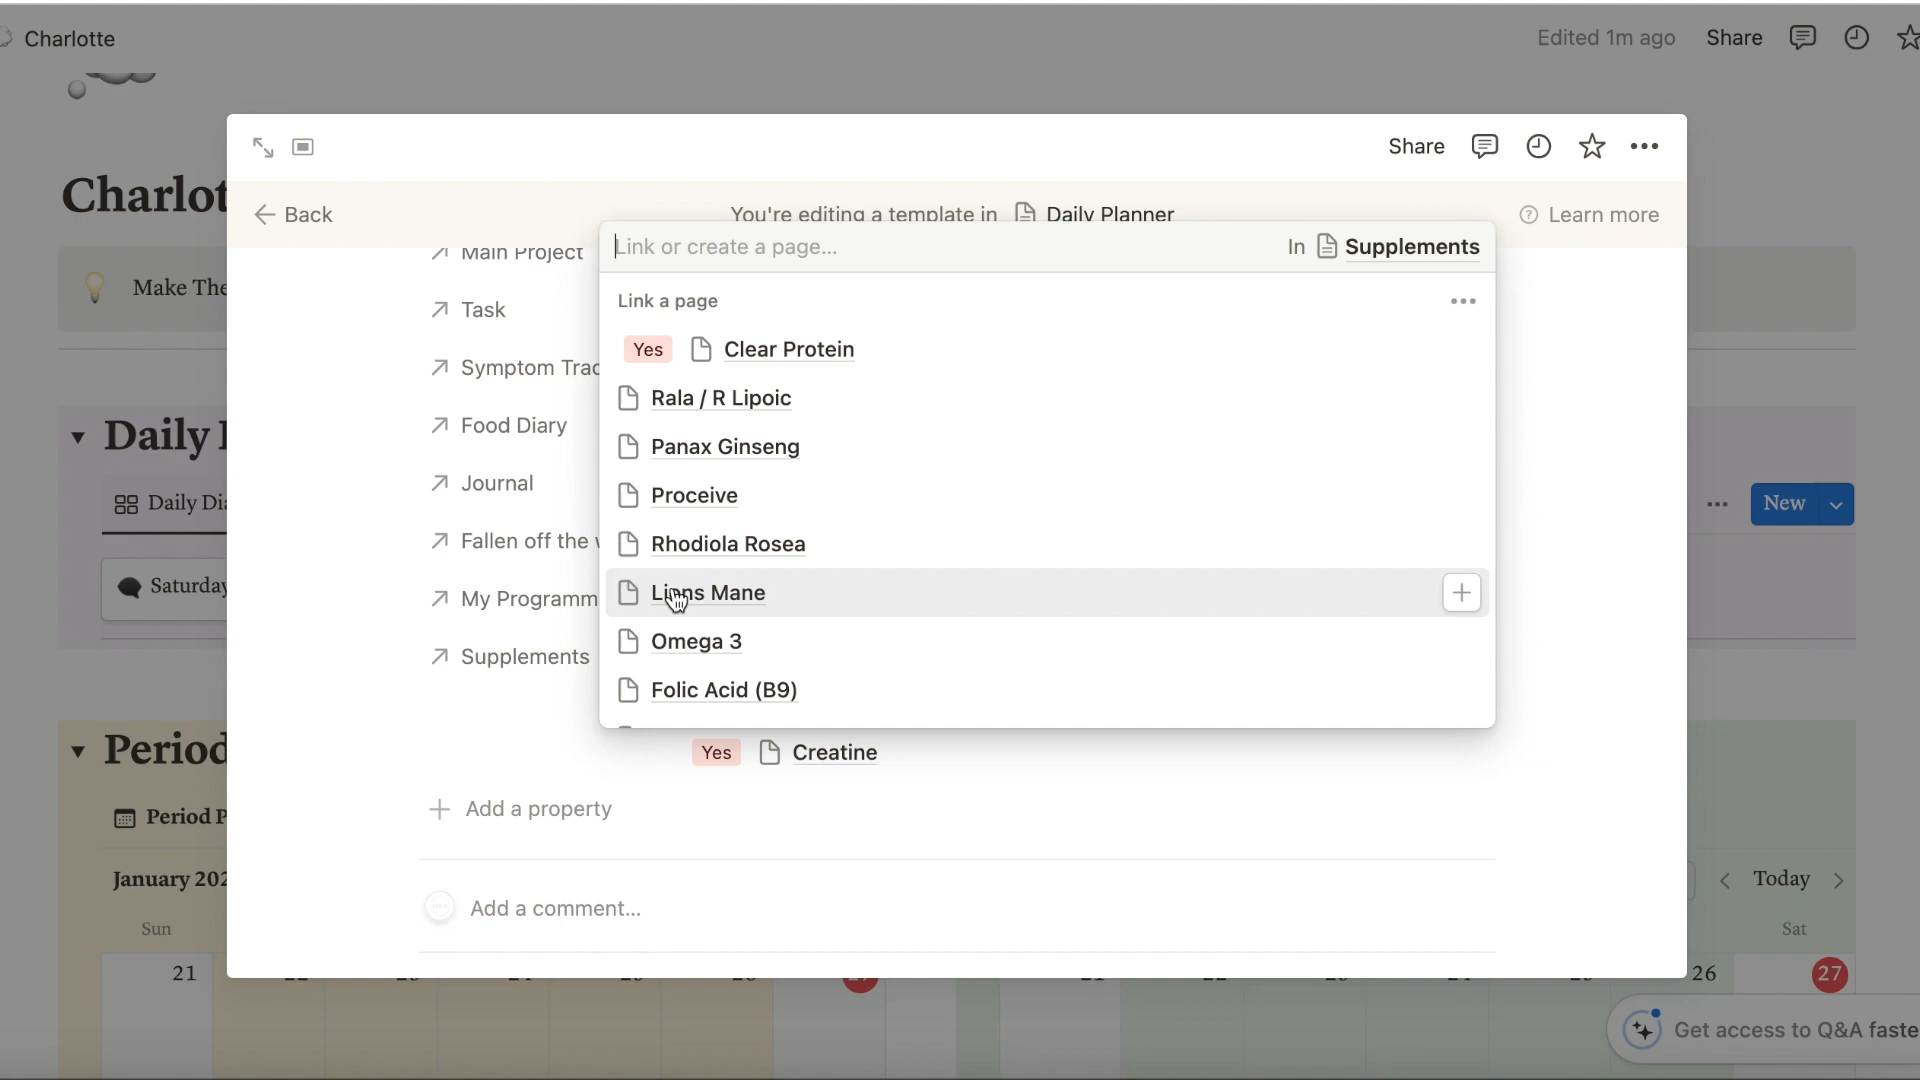 Charlotte
Edited 1m ago Share
Share
Charlot
Back
You're editing a template in Daily Planner
Learn more
Main Project
Link or create a page...
In Supplements
Make The
Link a page
Task
Yes Clear Protein
Symptom Trac
Rala / R Lipoic
Food Diary
Daily
Panax Ginseng
Journal
Proceive
Daily Dia
New
Fallen off the
Rhodiola Rosea
Saturday
My Programm
Lions Mane
Supplements
Omega 3
Folic Acid (B9)
Period
Yes Creatine
Period P
Add a property
January 202
Today
Add a comment...
Sun
Sat
21
26
27
Get access to Q&A faste